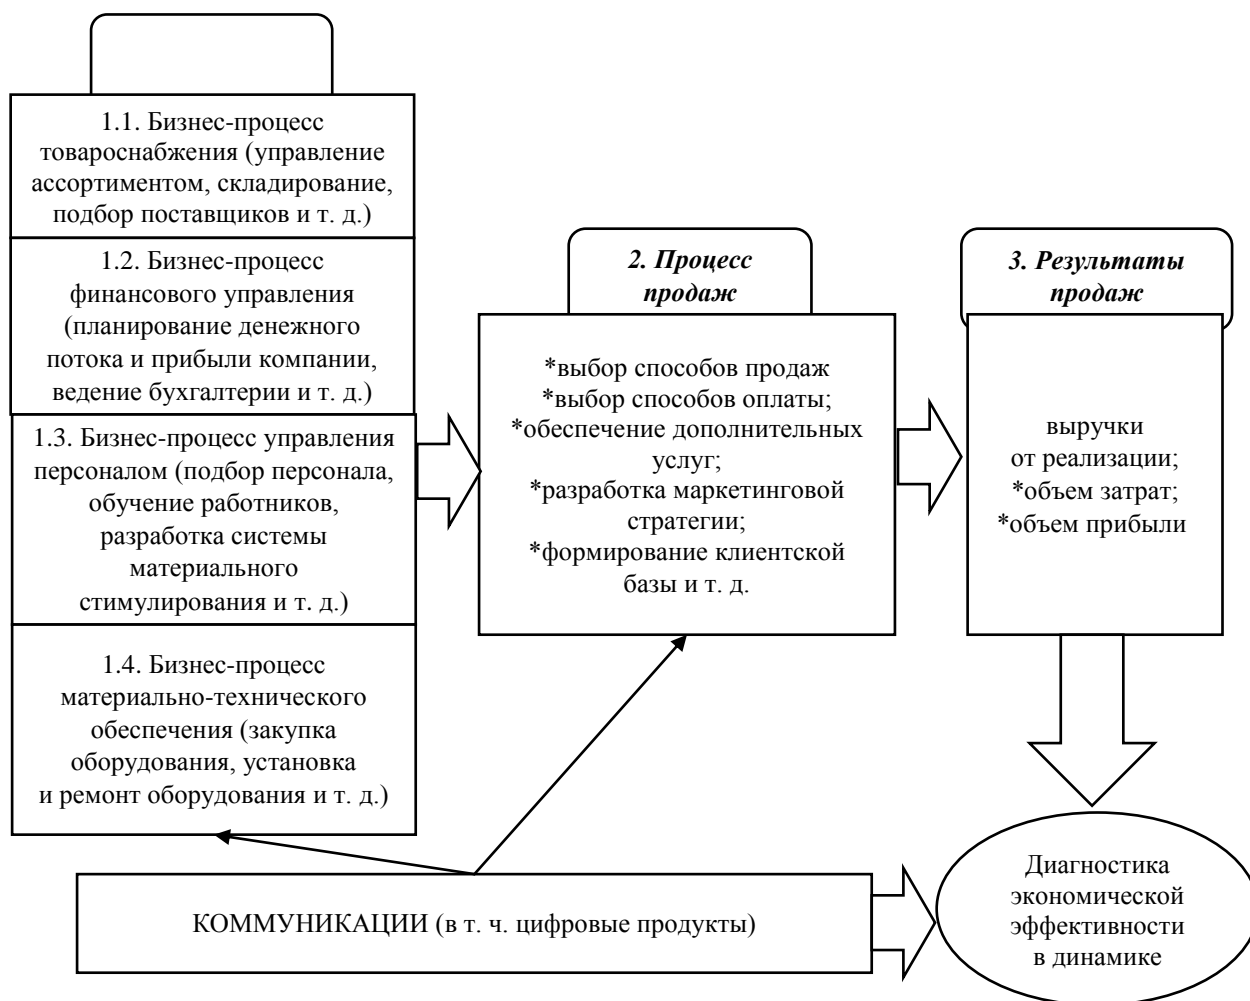 1.1. Бизнес-процесс
товароснабжения (управление
ассортиментом, складирование,
подбор поставщиков и т. д.)
1.2. Бизнес-процесс
финансового управления
(планирование денежного
потока и прибыли компании,
ведение бухгалтерии и т. д.)
1.3. Бизнес-процесс управления
персоналом (подбор персонала,
обучение работников,
разработка системы
материального
стимулирования и т. д.)
1.4. Бизнес-процесс
материально-технического
обеспечения (закупка
оборудования, установка
и ремонт оборудования и т. д.)
2. Процесс
продаж
*выбор способов продаж
*выбор способов оплаты;
*обеспечение дополнительных
услуг;
*разработка маркетинговой
стратегии;
*формирование клиентской
базы и т. д.
3. Результаты
продаж
выручки
от реализации;
*объем затрат;
*объем прибыли
КОММУНИКАЦИИ (в т. ч. цифровые продукты)
Диагностика
экономической
эффективности
в динамике